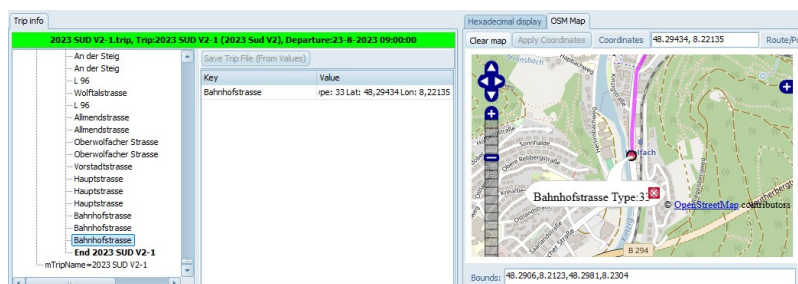 Trip info
2023 SUD V2-1.trip, Trip:2023 SUD V2-1 (2023 Sud V2), Departure:23-8-2023 09:00:00
An der Steig
An der Steig
L 96
Wolftalstrasse
L 96
Allmendstrasse
Allmendstrasse
Oberwolfacher Strasse
Oberwolfacher Strasse
Vorstadtstrasse
Hauptstrasse
Hauptstrasse
Hauptstrasse
Bahnhofstrasse
Bahnhofstrasse
Bahnhofstrasse
End 2023 SUD V2-1
mTripName=2023 SUD V2-1
Save Trip File (From Values)
Key Value
Bahnhofstrasse ype: 33 Lat: 48,29434 Lon: 8,22135
Hexadecimal display OSM Map
Clear map Apply Coordinates Coordinates 48.29434, 8.22135 Route/Po
Sonnhalde
Obere Rebbergstraße
Bahnhofstrasse Type:33
© OpenStreetMap contributors
Kinzig
B 294
Bounds: 48.2906,8.2123,48.2981,8.2304